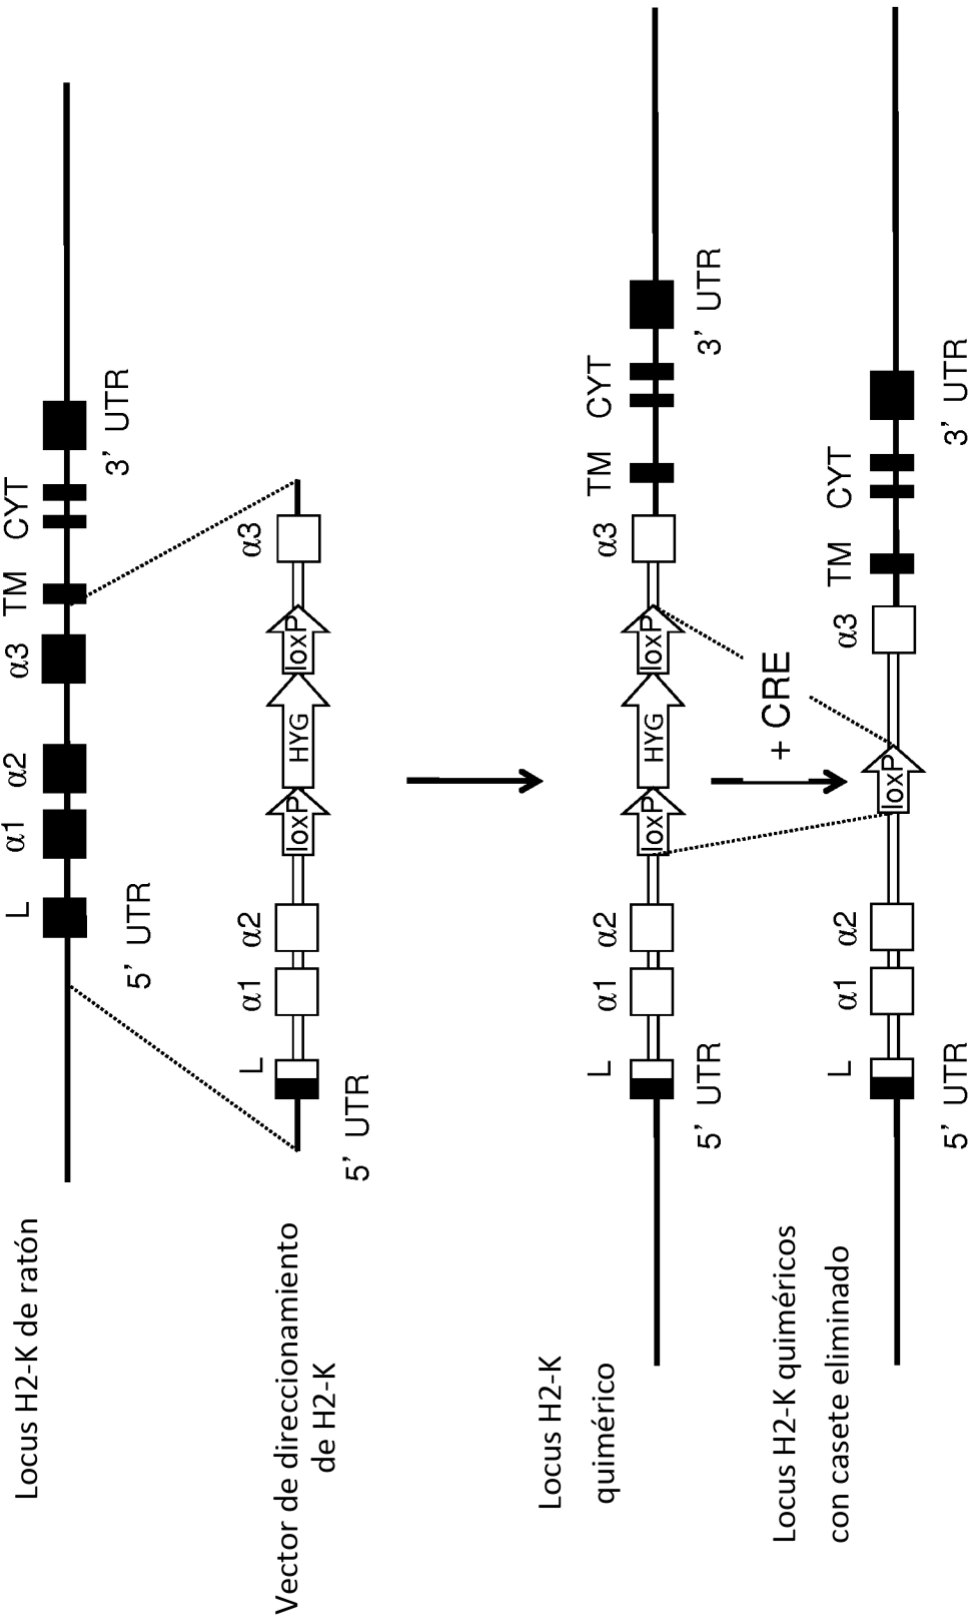 Locus H2-K de ratón
L α1 α2 α3 TM CYT
5' UTR 3' UTR
Vector de direccionamiento
de H2-K
L α1 α2 loxP HYG loxP α3
5' UTR
Locus H2-K
quimérico
L α1 α2 loxP HYG loxP α3 TM CYT
5' UTR 3' UTR
+ CRE
Locus H2-K quiméricos
con casete eliminado
L α1 α2 loxP α3 TM CYT
5' UTR 3' UTR